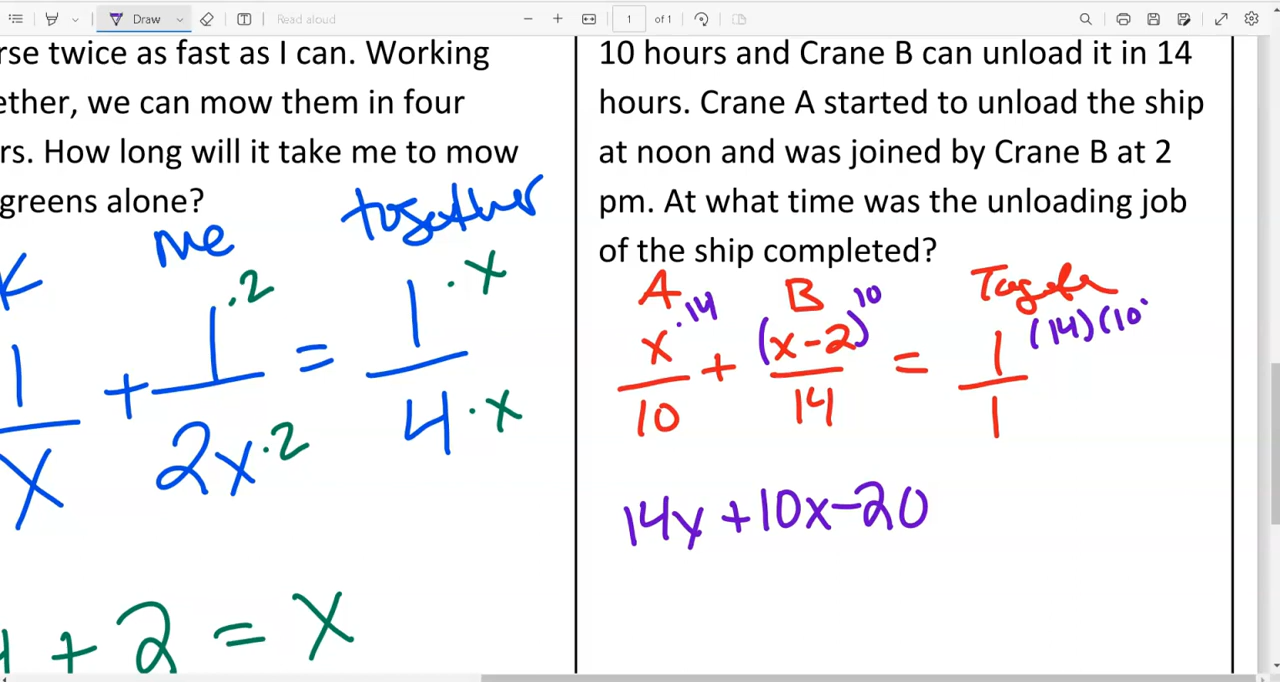 Draw
Read aloud
1
of 1
rse twice as fast as I can. Working
ether, we can mow them in four
rs. How long will it take me to mow
greens alone?
me
together
1 ·2
1 · x
1
+
=
x
2x·2
4 · x
+ 2 = x
10 hours and Crane B can unload it in 14
hours. Crane A started to unload the ship
at noon and was joined by Crane B at 2
pm. At what time was the unloading job
of the ship completed?
A
B
Together
x ·14
(x-2)10
1 (14)(10
+
=
10
14
1
14x +10x-20